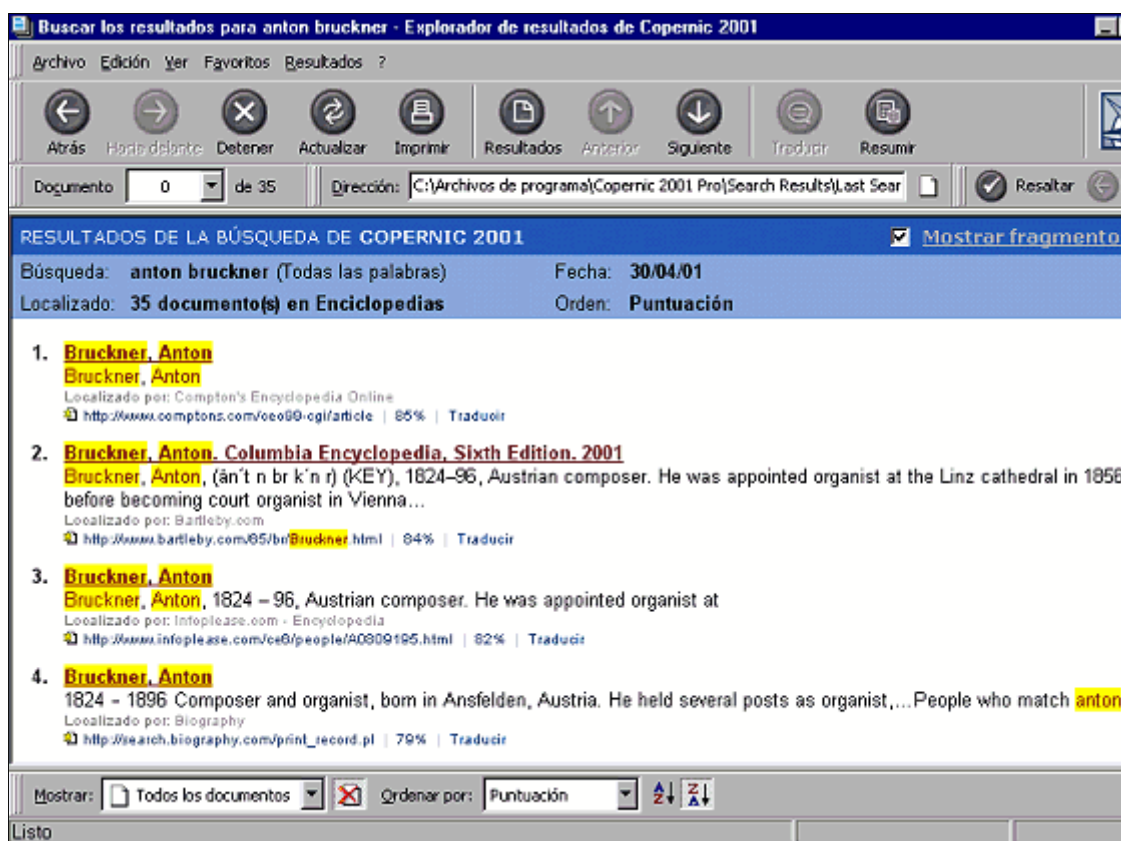 Buscar los resultados para anton bruckner - Explorador de resultados de Copernic 2001
Archivo Edición Ver Favoritos Resultados ?
Atrás Hacia delante Detener Actualizar Imprimir Resultados Anterior Siguiente Traducir Resumir
Documento 0 de 35 Dirección: C:\Archivos de programa\Copernic 2001 Pro\Search Results\Last Sear Resaltar
RESULTADOS DE LA BÚSQUEDA DE COPERNIC 2001 Mostrar fragmento
Búsqueda: anton bruckner (Todas las palabras) Fecha: 30/04/01
Localizado: 35 documento(s) en Enciclopedias Orden: Puntuación
1. Bruckner, Anton
Bruckner, Anton
Localizado por: Compton's Encyclopedia Online
http://www.comptons.com/ceo99-cgi/article | 85% | Traducir
2. Bruckner, Anton. Columbia Encyclopedia, Sixth Edition. 2001
Bruckner, Anton, (än´t n br k´n r) (KEY), 1824–96, Austrian composer. He was appointed organist at the Linz cathedral in 1856
before becoming court organist in Vienna...
Localizado por: Bartleby.com
http://www.bartleby.com/65/br/Bruckner.html | 84% | Traducir
3. Bruckner, Anton
Bruckner, Anton, 1824 – 96, Austrian composer. He was appointed organist at
Localizado por: Infoplease.com - Encyclopedia
http://www.infoplease.com/ce6/people/A0809195.html | 82% | Traducir
4. Bruckner, Anton
1824 – 1896 Composer and organist, born in Ansfelden, Austria. He held several posts as organist,...People who match anton
Localizado por: Biography
http://search.biography.com/print_record.pl | 79% | Traducir
Mostrar: Todos los documentos Ordenar por: Puntuación
Listo